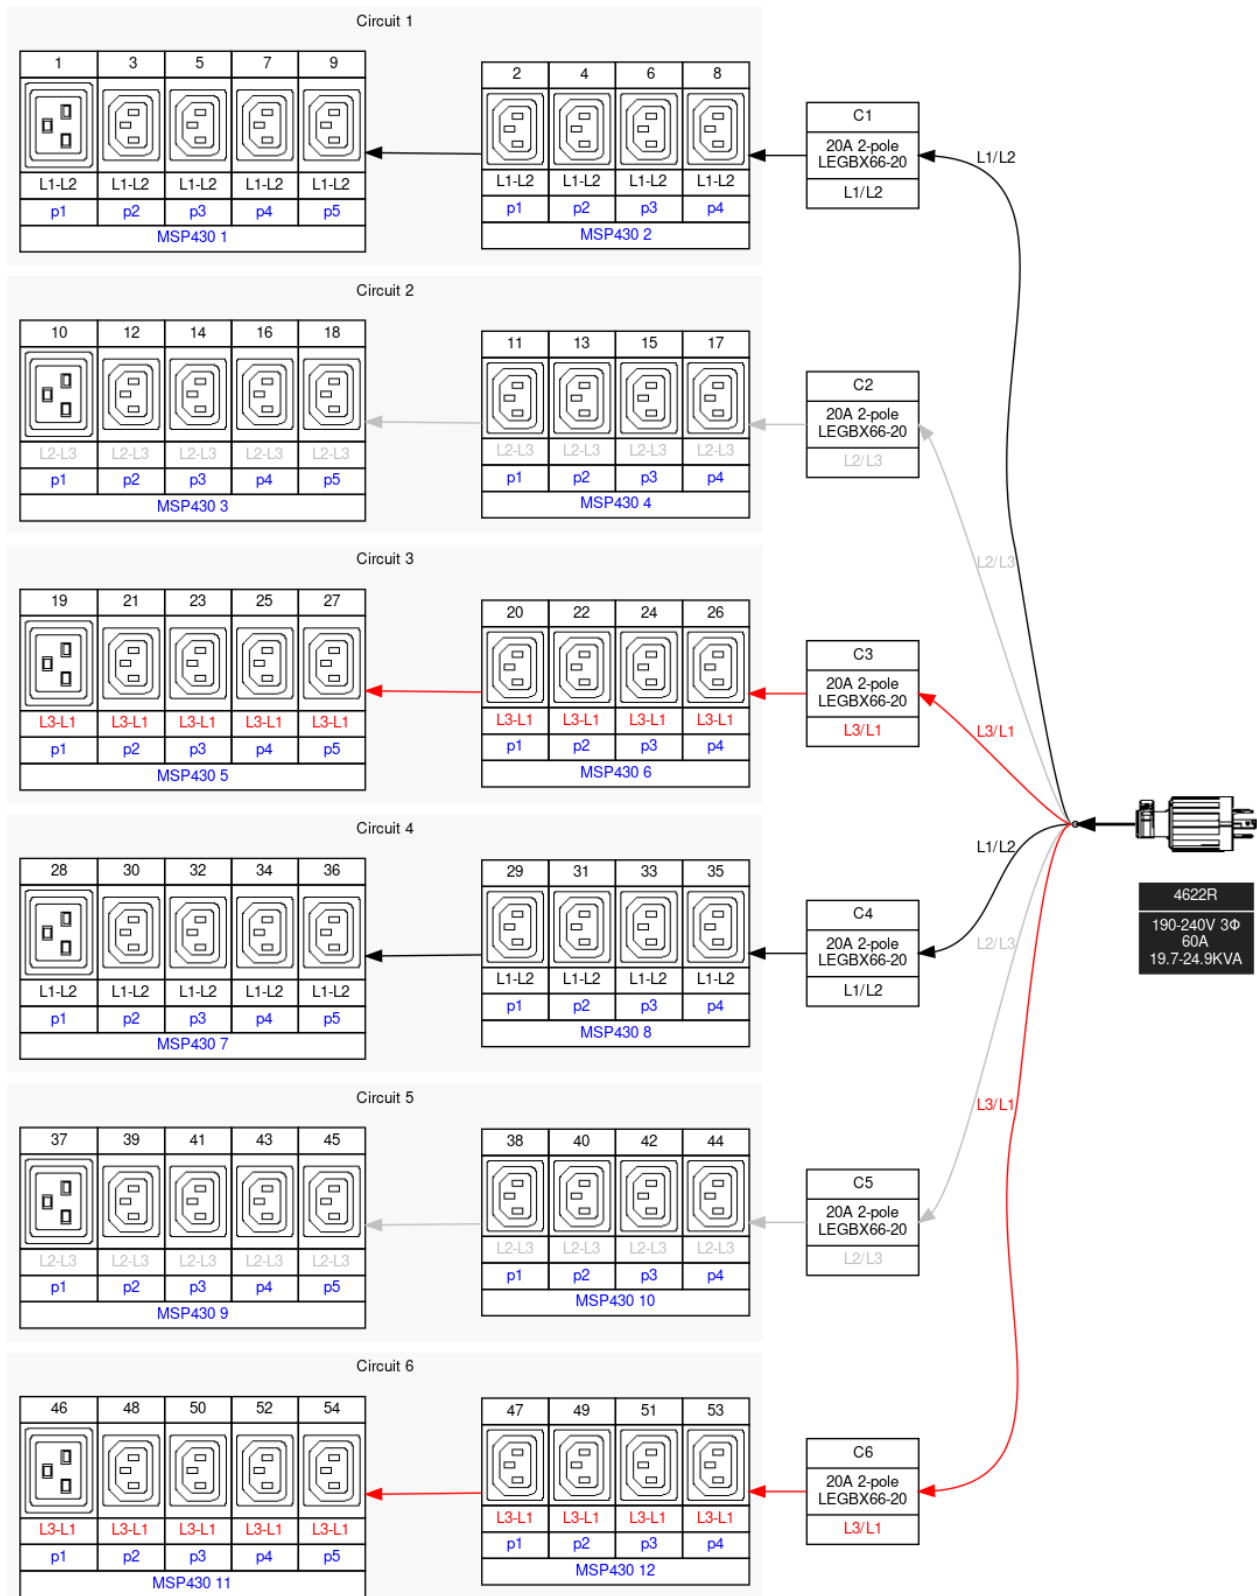 Circuit 1
1 3 5 7 9
L1-L2 L1-L2 L1-L2 L1-L2 L1-L2
p1 p2 p3 p4 p5
MSP430 1
2 4 6 8
L1-L2 L1-L2 L1-L2 L1-L2
p1 p2 p3 p4
MSP430 2
C1
20A 2-pole
LEGBX66-20
L1/L2
L1/L2
Circuit 2
10 12 14 16 18
L2-L3 L2-L3 L2-L3 L2-L3 L2-L3
p1 p2 p3 p4 p5
MSP430 3
11 13 15 17
L2-L3 L2-L3 L2-L3 L2-L3
p1 p2 p3 p4
MSP430 4
C2
20A 2-pole
LEGBX66-20
L2/L3
L2/L3
Circuit 3
19 21 23 25 27
L3-L1 L3-L1 L3-L1 L3-L1 L3-L1
p1 p2 p3 p4 p5
MSP430 5
20 22 24 26
L3-L1 L3-L1 L3-L1 L3-L1
p1 p2 p3 p4
MSP430 6
C3
20A 2-pole
LEGBX66-20
L3/L1
L3/L1
Circuit 4
28 30 32 34 36
L1-L2 L1-L2 L1-L2 L1-L2 L1-L2
p1 p2 p3 p4 p5
MSP430 7
29 31 33 35
L1-L2 L1-L2 L1-L2 L1-L2
p1 p2 p3 p4
MSP430 8
C4
20A 2-pole
LEGBX66-20
L1/L2
L1/L2
4622R
190-240V 3Φ
60A
19.7-24.9KVA
Circuit 5
37 39 41 43 45
L2-L3 L2-L3 L2-L3 L2-L3 L2-L3
p1 p2 p3 p4 p5
MSP430 9
38 40 42 44
L2-L3 L2-L3 L2-L3 L2-L3
p1 p2 p3 p4
MSP430 10
C5
20A 2-pole
LEGBX66-20
L2/L3
L2/L3
Circuit 6
46 48 50 52 54
L3-L1 L3-L1 L3-L1 L3-L1 L3-L1
p1 p2 p3 p4 p5
MSP430 11
47 49 51 53
L3-L1 L3-L1 L3-L1 L3-L1
p1 p2 p3 p4
MSP430 12
C6
20A 2-pole
LEGBX66-20
L3/L1
L3/L1